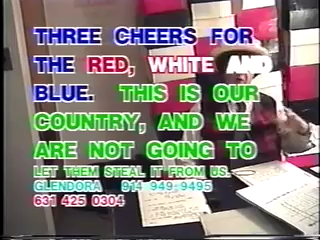 THREE CHEERS FOR
THE RED, WHITE AND
BLUE. THIS IS OUR
COUNTRY, AND WE
ARE NOT GOING TO
LET THEM STEAL IT FROM US.
GLENDORA 914 949 9495
631 425 0304